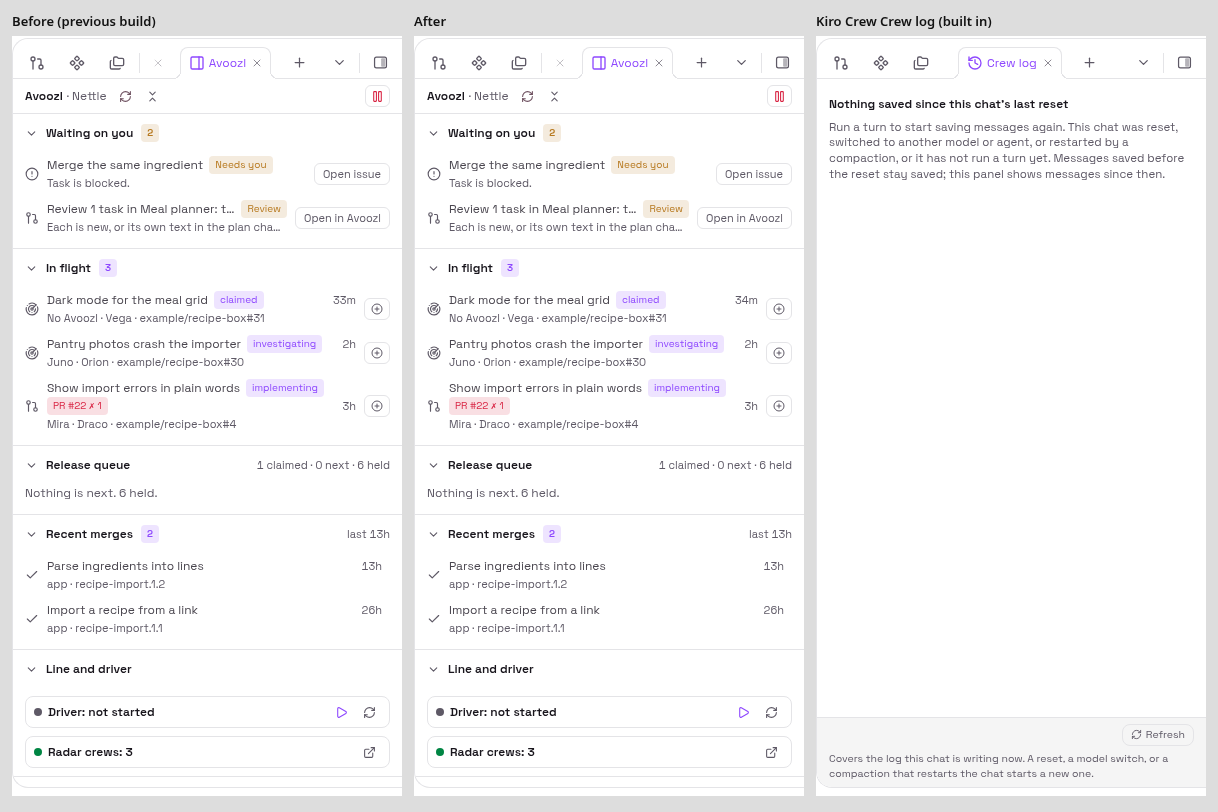 Before (previous build)
Avoozl
Avoozl · Nettle
Waiting on you 2
Merge the same ingredient Needs you
Task is blocked.
Open issue
Review 1 task in Meal planner: t... Review
Each is new, or its own text in the plan cha...
Open in Avoozl
In flight 3
Dark mode for the meal grid claimed 33m
No Avoozl · Vega · example/recipe-box#31
Pantry photos crash the importer investigating 2h
Juno · Orion · example/recipe-box#30
Show import errors in plain words implementing
PR #22 ✗ 1 3h
Mira · Draco · example/recipe-box#4
Release queue 1 claimed · 0 next · 6 held
Nothing is next. 6 held.
Recent merges 2 last 13h
Parse ingredients into lines 13h
app · recipe-import.1.2
Import a recipe from a link 26h
app · recipe-import.1.1
Line and driver
Driver: not started
Radar crews: 3
After
Avoozl
Avoozl · Nettle
Waiting on you 2
Merge the same ingredient Needs you
Task is blocked.
Open issue
Review 1 task in Meal planner: t... Review
Each is new, or its own text in the plan cha...
Open in Avoozl
In flight 3
Dark mode for the meal grid claimed 34m
No Avoozl · Vega · example/recipe-box#31
Pantry photos crash the importer investigating 2h
Juno · Orion · example/recipe-box#30
Show import errors in plain words implementing
PR #22 ✗ 1 3h
Mira · Draco · example/recipe-box#4
Release queue 1 claimed · 0 next · 6 held
Nothing is next. 6 held.
Recent merges 2 last 13h
Parse ingredients into lines 13h
app · recipe-import.1.2
Import a recipe from a link 26h
app · recipe-import.1.1
Line and driver
Driver: not started
Radar crews: 3
Kiro Crew Crew log (built in)
Crew log
Nothing saved since this chat's last reset
Run a turn to start saving messages again. This chat was reset,
switched to another model or agent, or restarted by a
compaction, or it has not run a turn yet. Messages saved before
the reset stay saved; this panel shows messages since then.
Refresh
Covers the log this chat is writing now. A reset, a model switch, or a
compaction that restarts the chat starts a new one.